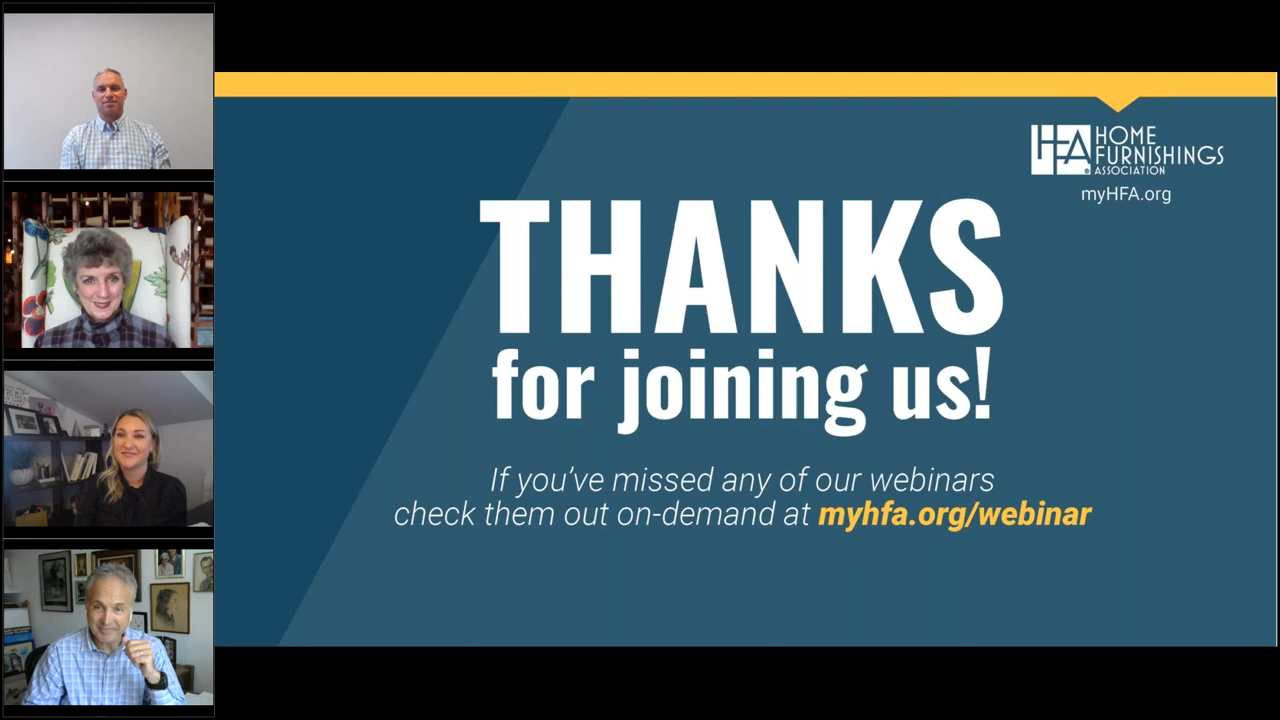 HFA HOME
FURNISHINGS
ASSOCIATION
myHFA.org
THANKS
for joining us!
If you've missed any of our webinars
check them out on-demand at myhfa.org/webinar